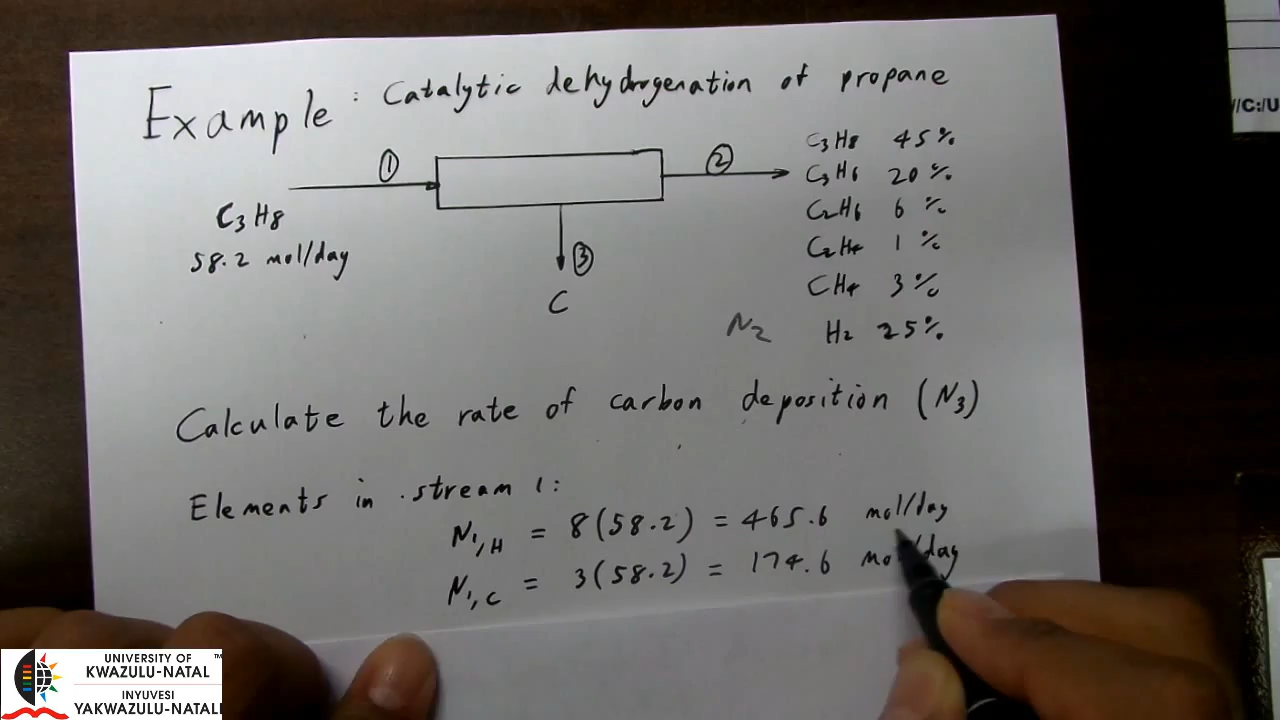 //C:/U
Example: Catalytic dehydrogenation of propane
①
②
C3H8
58.2 mol/day
③
C
C3H8 45%
C3H6 20%
C2H6 6%
C2H4 1%
CH4 3%
N2 H2 25%
Calculate the rate of carbon deposition (N3)
Elements in stream 1:
N1,H = 8(58.2) = 465.6 mol/day
N1,C = 3(58.2) = 174.6 mol/day
UNIVERSITY OF ™
KWAZULU-NATAL
INYUVESI
YAKWAZULU-NATALI